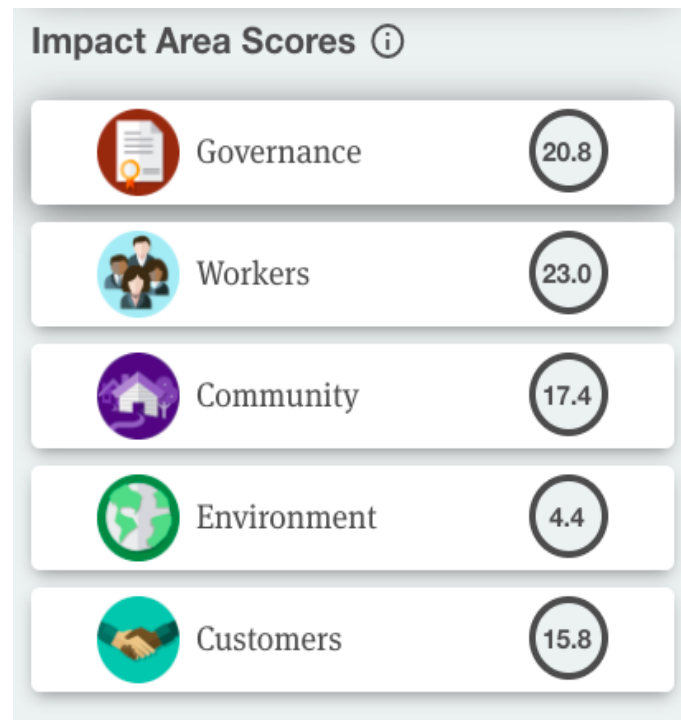 Impact Area Scores
Governance 20.8
Workers 23.0
Community 17.4
Environment 4.4
Customers 15.8